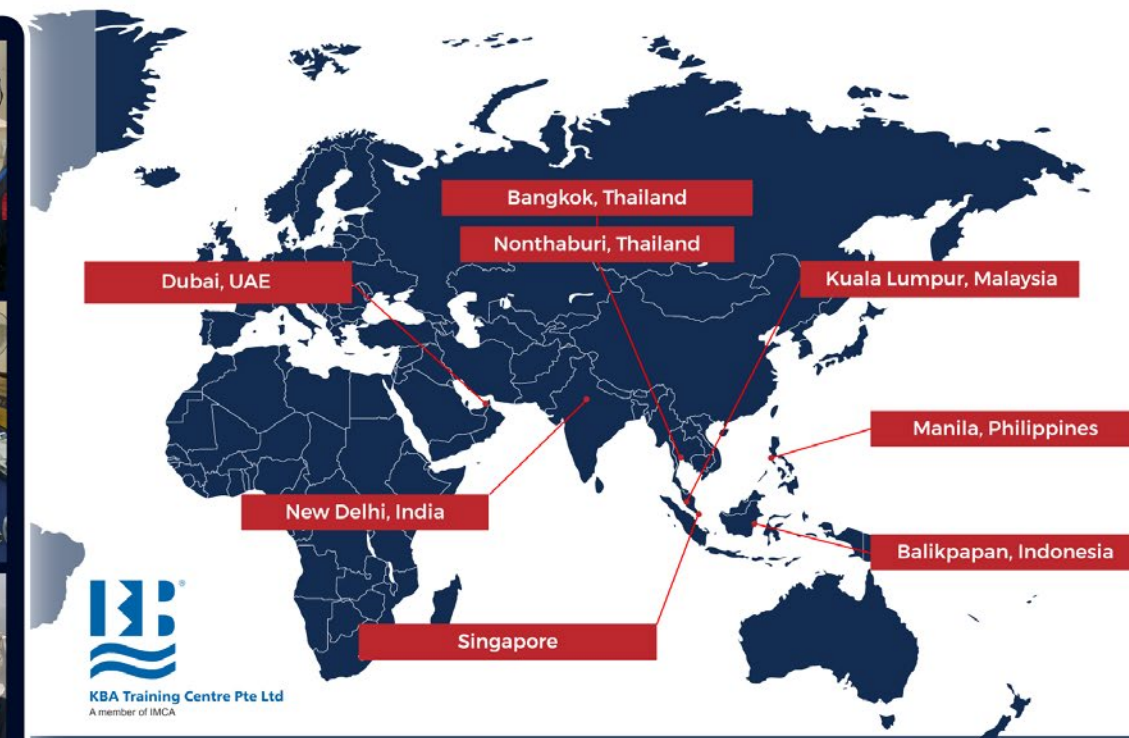 Bangkok, Thailand
Nonthaburi, Thailand
Dubai, UAE
Kuala Lumpur, Malaysia
Manila, Philippines
New Delhi, India
Balikpapan, Indonesia
Singapore
KB®
KBA Training Centre Pte Ltd
A member of IMCA